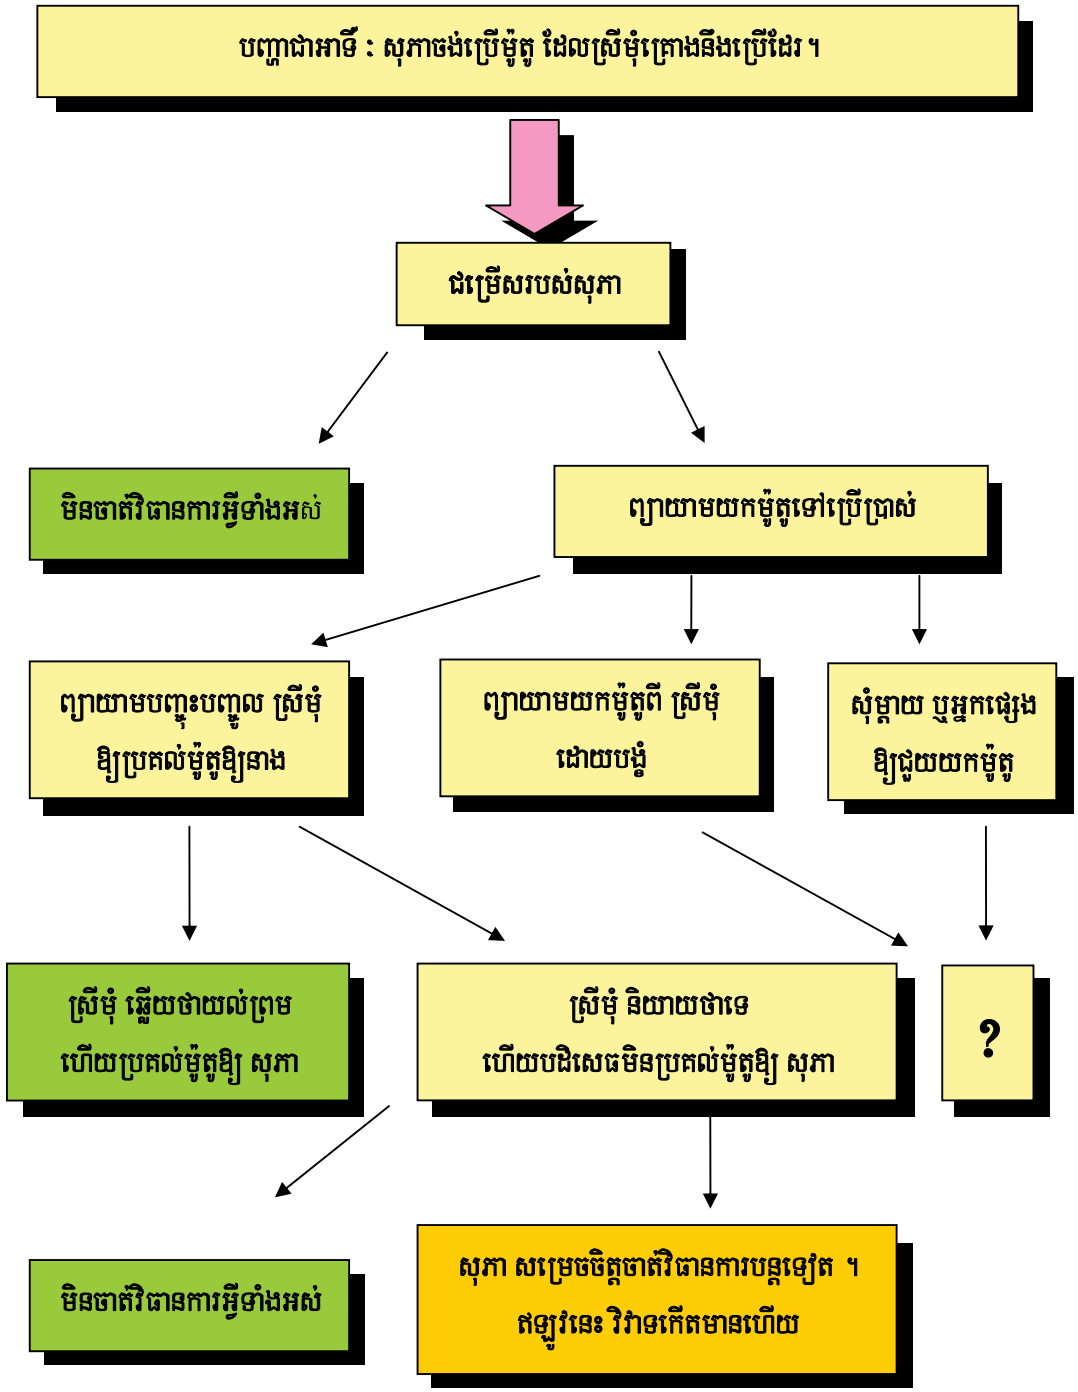 បញ្ហាជាអាទិ៍ : សុភាចង់ប្រើម៉ូតូ ដែលស្រីមុំគ្រោងនឹងប្រើដែរ ។
ជម្រើសរបស់សុភា
មិនចាត់វិធានការអ្វីទាំងអស់
ព្យាយាមយកម៉ូតូទៅប្រើប្រាស់
ព្យាយាមបញ្ចុះបញ្ចូល ស្រីមុំ
ឱ្យប្រគល់ម៉ូតូឱ្យនាង
ព្យាយាមយកម៉ូតូពី ស្រីមុំ
ដោយបង្ខំ
សុំម្តាយ ឬអ្នកផ្សេង
ឱ្យជួយយកម៉ូតូ
ស្រីមុំ ឆ្លើយថាយល់ព្រម
ហើយប្រគល់ម៉ូតូឱ្យ សុភា
ស្រីមុំ និយាយថាទេ
ហើយបដិសេធមិនប្រគល់ម៉ូតូឱ្យ សុភា
?
មិនចាត់វិធានការអ្វីទាំងអស់
សុភា សម្រេចចិត្តចាត់វិធានការបន្តទៀត ។
ឥឡូវនេះ វិវាទកើតមានហើយ